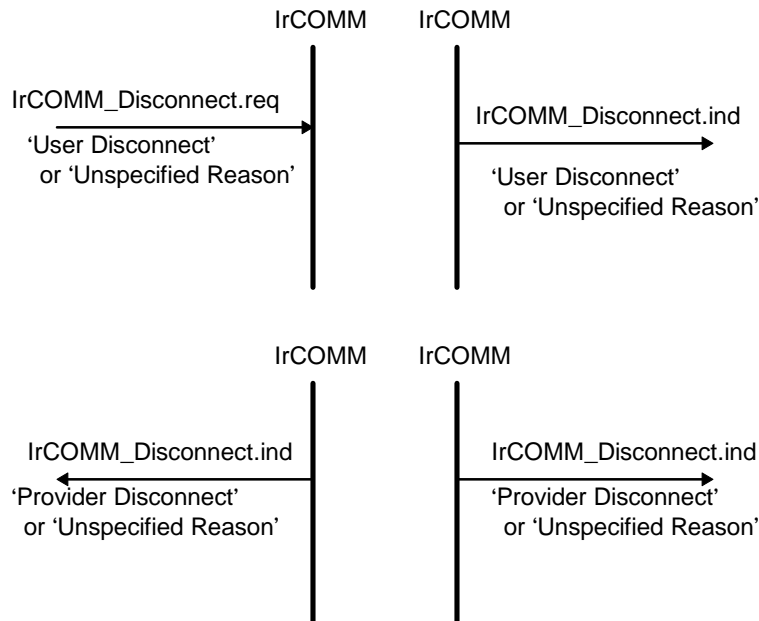 IrCOMM IrCOMM
IrCOMM_Disconnect.req
‘User Disconnect’
or ‘Unspecified Reason’
IrCOMM_Disconnect.ind
‘User Disconnect’
or ‘Unspecified Reason’
IrCOMM IrCOMM
IrCOMM_Disconnect.ind
‘Provider Disconnect’
or ‘Unspecified Reason’
IrCOMM_Disconnect.ind
‘Provider Disconnect’
or ‘Unspecified Reason’